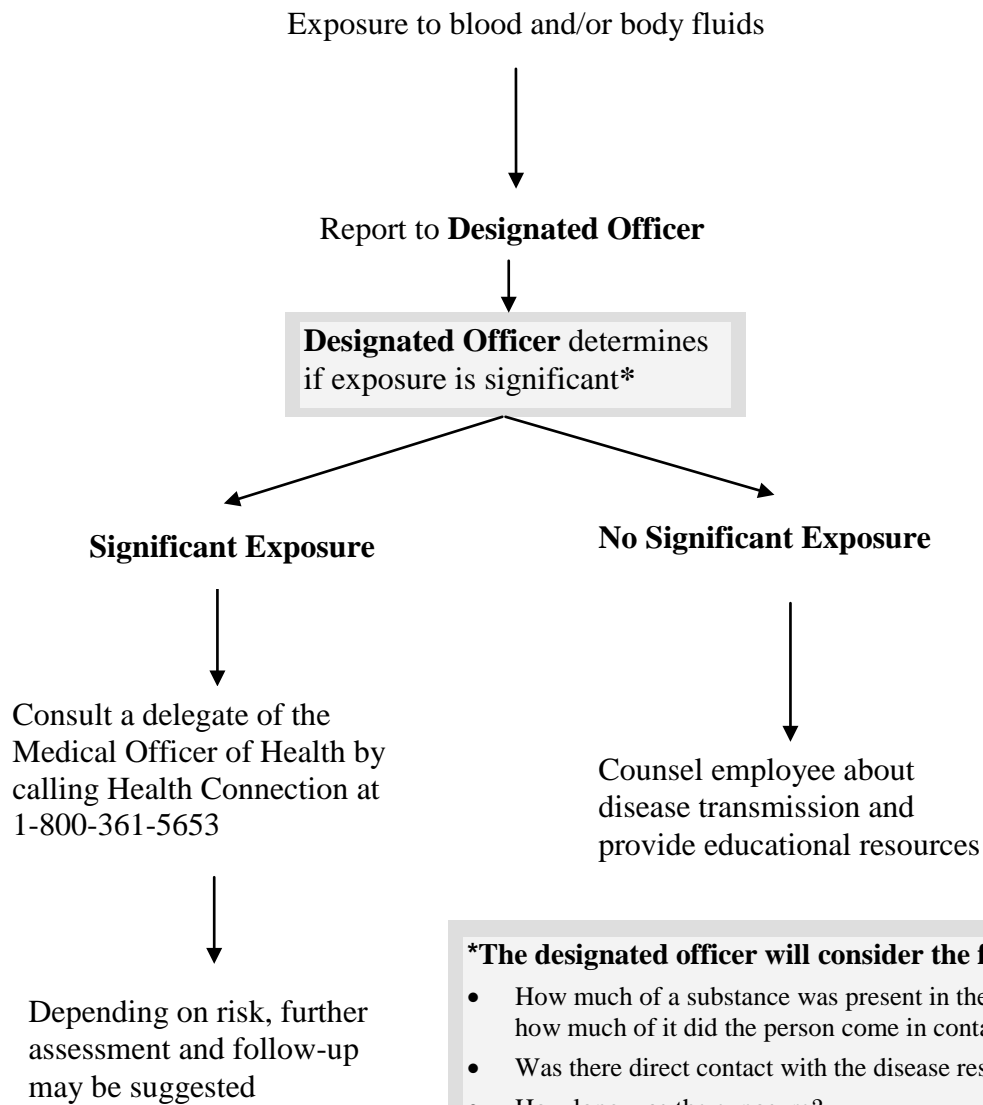 Exposure to blood and/or body fluids
Report to Designated Officer
Designated Officer determines
if exposure is significant*
Significant Exposure
No Significant Exposure
Consult a delegate of the
Medical Officer of Health by
calling Health Connection at
1-800-361-5653
Counsel employee about
disease transmission and
provide educational resources
Depending on risk, further
assessment and follow-up
may be suggested
*The designated officer will consider the
• How much of a substance was present in the
how much of it did the person come in
• Was there direct contact with the disease